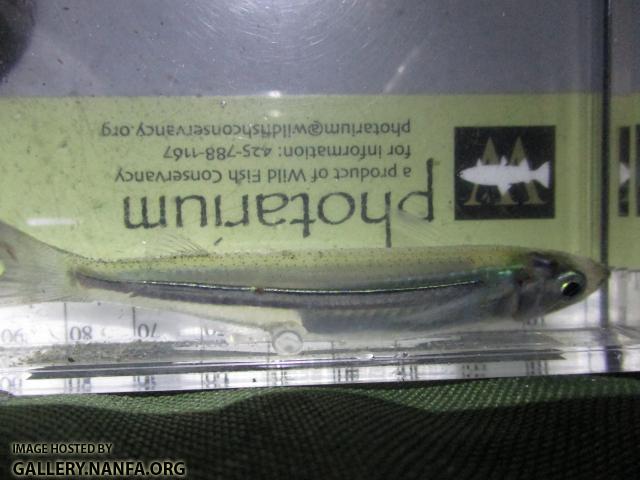 photarium
a product of Wild Fish Conservancy
for information: 425-788-1167
photarium@wildfishconservancy.org
W
90 80 70
IMAGE HOSTED BY
GALLERY.NANFA.ORG